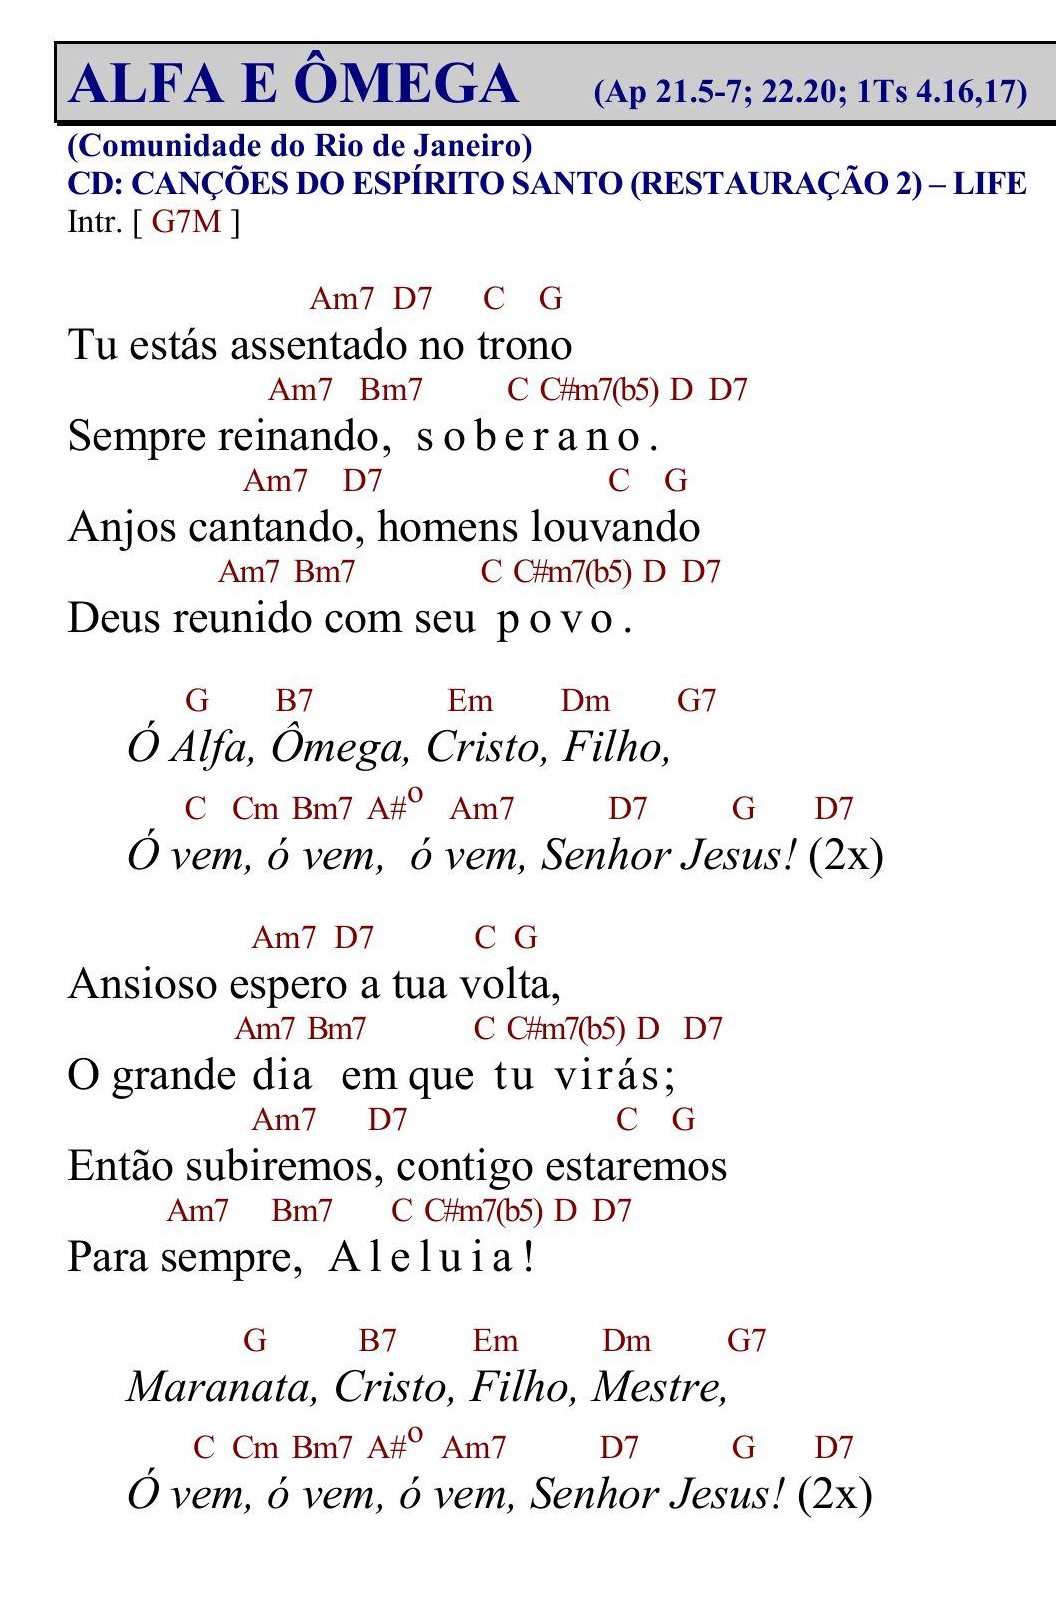 ALFA E ÔMEGA (Ap 21.5-7; 22.20; 1Ts 4.16,17)
(Comunidade do Rio de Janeiro)
CD: CANÇÕES DO ESPÍRITO SANTO (RESTAURAÇÃO 2) – LIFE
Intr. [ G7M ]
Am7 D7 C G
Tu estás assentado no trono
Am7 Bm7 C C#m7(b5) D D7
Sempre reinando, s o b e r a n o .
Am7 D7 C G
Anjos cantando, homens louvando
Am7 Bm7 C C#m7(b5) D D7
Deus reunido com seu p o v o .
G B7 Em Dm G7
Ó Alfa, Ômega, Cristo, Filho,
C Cm Bm7 A#º Am7 D7 G D7
Ó vem, ó vem, ó vem, Senhor Jesus! (2x)
Am7 D7 C G
Ansioso espero a tua volta,
Am7 Bm7 C C#m7(b5) D D7
O grande dia em que tu virás;
Am7 D7 C G
Então subiremos, contigo estaremos
Am7 Bm7 C C#m7(b5) D D7
Para sempre, A l e l u i a !
G B7 Em Dm G7
Maranata, Cristo, Filho, Mestre,
C Cm Bm7 A#º Am7 D7 G D7
Ó vem, ó vem, ó vem, Senhor Jesus! (2x)